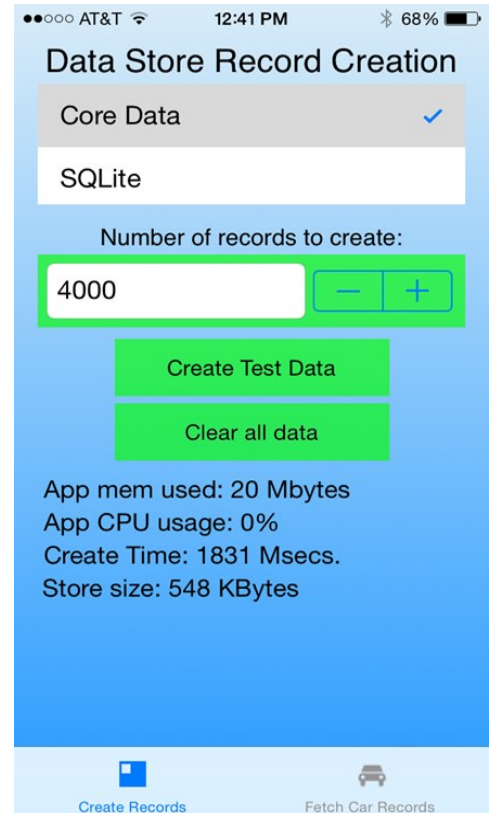 AT&T 12:41 PM 68%
Data Store Record Creation
Core Data
SQLite
Number of records to create:
4000 − +
Create Test Data
Clear all data
App mem used: 20 Mbytes
App CPU usage: 0%
Create Time: 1831 Msecs.
Store size: 548 KBytes
Create Records Fetch Car Records